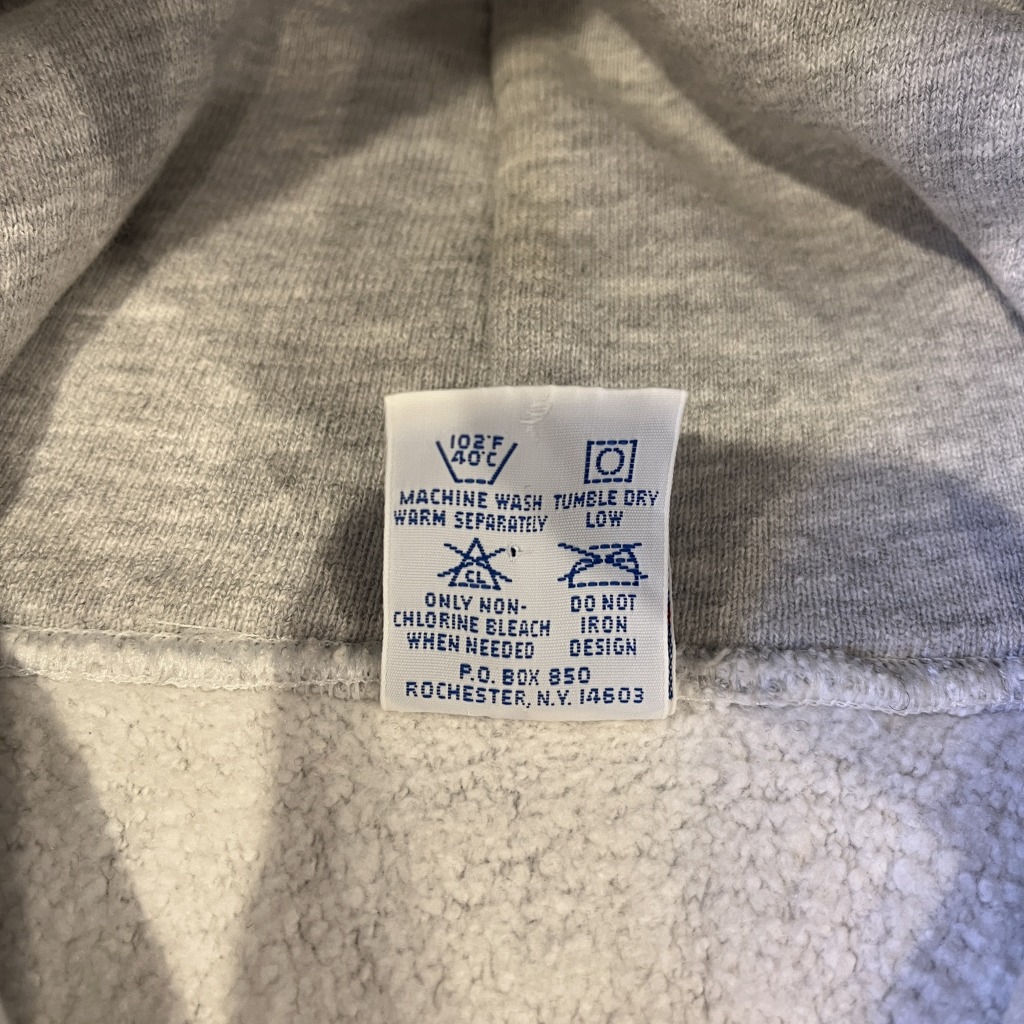 102°F
40°C
MACHINE WASH
WARM SEPARATELY
TUMBLE DRY
LOW
CL
ONLY NON-
CHLORINE BLEACH
WHEN NEEDED
DO NOT
IRON
DESIGN
P.O. BOX 850
ROCHESTER, N.Y. 14603